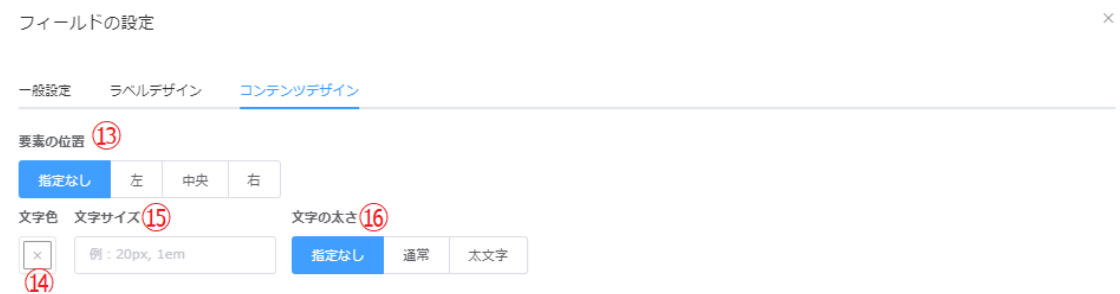 フィールドの設定 ×
一般設定 ラベルデザイン コンテンツデザイン
要素の位置 ⑬
指定なし 左 中央 右
文字色 文字サイズ ⑮ 文字の太さ ⑯
× 例：20px, 1em 指定なし 通常 太文字
⑭